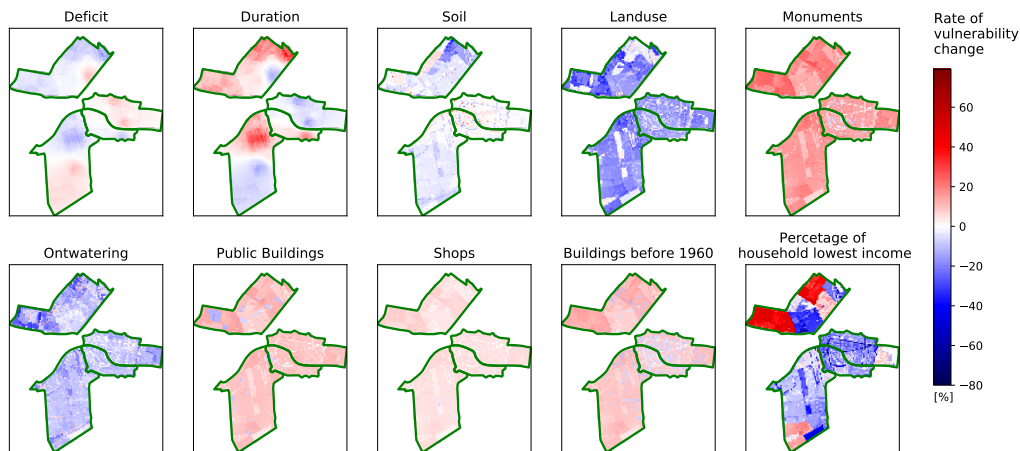 Deficit
Duration
Soil
Landuse
Monuments
Rate of
vulnerability
change
60
40
20
0
−20
−40
−60
−80
[%]
Ontwatering
Public Buildings
Shops
Buildings before 1960
Percetage of
household lowest income